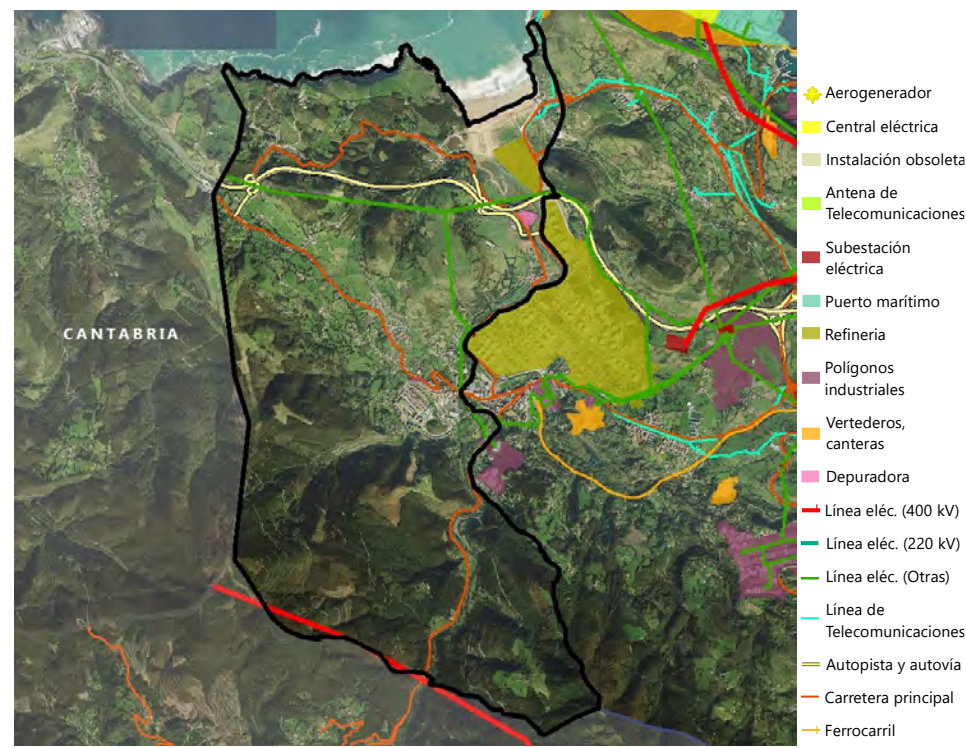 CANTABRIA
Aerogenerador
Central eléctrica
Instalación obsoleta
Antena de
Telecomunicaciones
Subestación
eléctrica
Puerto marítimo
Refineria
Polígonos
industriales
Vertederos,
canteras
Depuradora
Línea eléc. (400 kV)
Línea eléc. (220 kV)
Línea eléc. (Otras)
Línea de
Telecomunicaciones
Autopista y autovía
Carretera principal
Ferrocarril